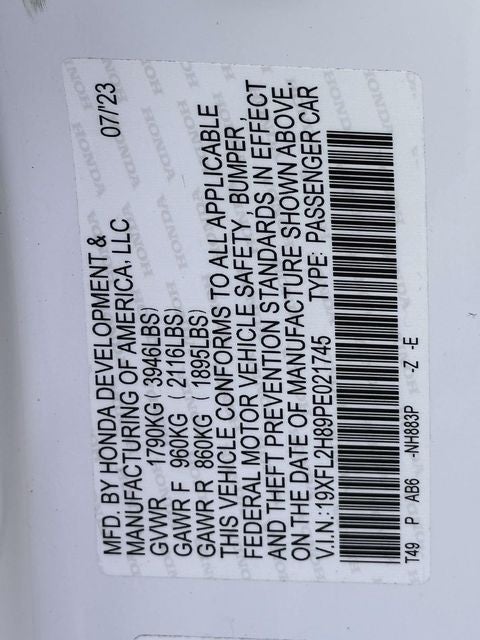 MFD. BY HONDA DEVELOPMENT &
MANUFACTURING OF AMERICA, LLC 07/'23
GVWR 1790KG (3946LBS)
GAWR F 960KG (2116LBS)
GAWR R 860KG (1895LBS)
THIS VEHICLE CONFORMS TO ALL APPLICABLE
FEDERAL MOTOR VEHICLE SAFETY, BUMPER,
AND THEFT PREVENTION STANDARDS IN EFFECT
ON THE DATE OF MANUFACTURE SHOWN ABOVE.
V.I.N.:19XFL2H89PE021745 TYPE: PASSENGER CAR
T49 P AB6 -NH883P -Z -E